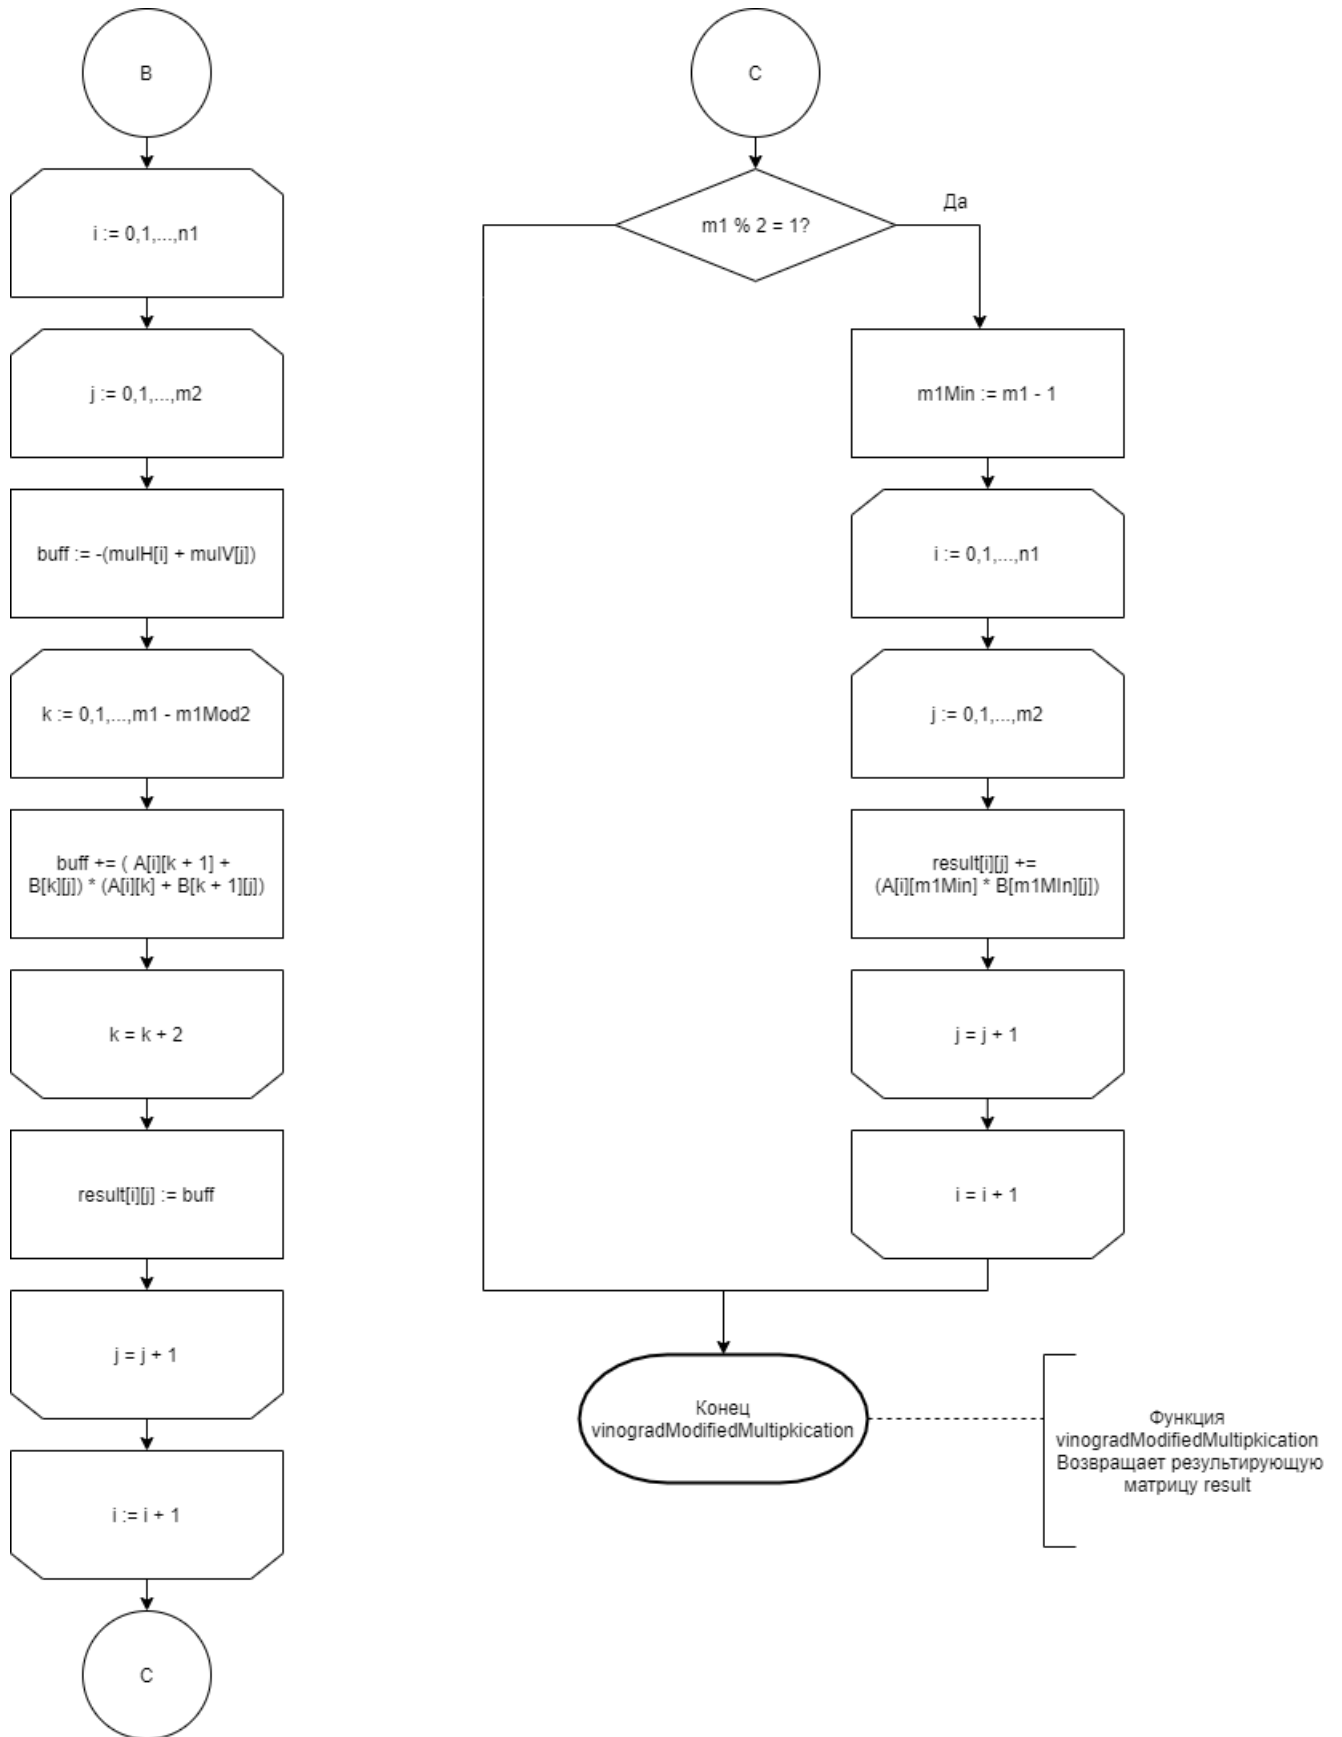 B
i := 0,1,...,n1
j := 0,1,...,m2
buff := -(mulH[i] + mulV[j])
k := 0,1,...,m1 - m1Mod2
buff += ( A[i][k + 1] +
B[k][j]) * (A[i][k] + B[k + 1][j])
k = k + 2
result[i][j] := buff
j = j + 1
i := i + 1
C
C
m1 % 2 = 1?
Да
m1Min := m1 - 1
i := 0,1,...,n1
j := 0,1,...,m2
result[i][j] +=
(A[i][m1Min] * B[m1MIn][j])
j = j + 1
i = i + 1
Конец
vinogradModifiedMultipkication
Функция
vinogradModifiedMultipkication
Возвращает результирующую
матрицу result